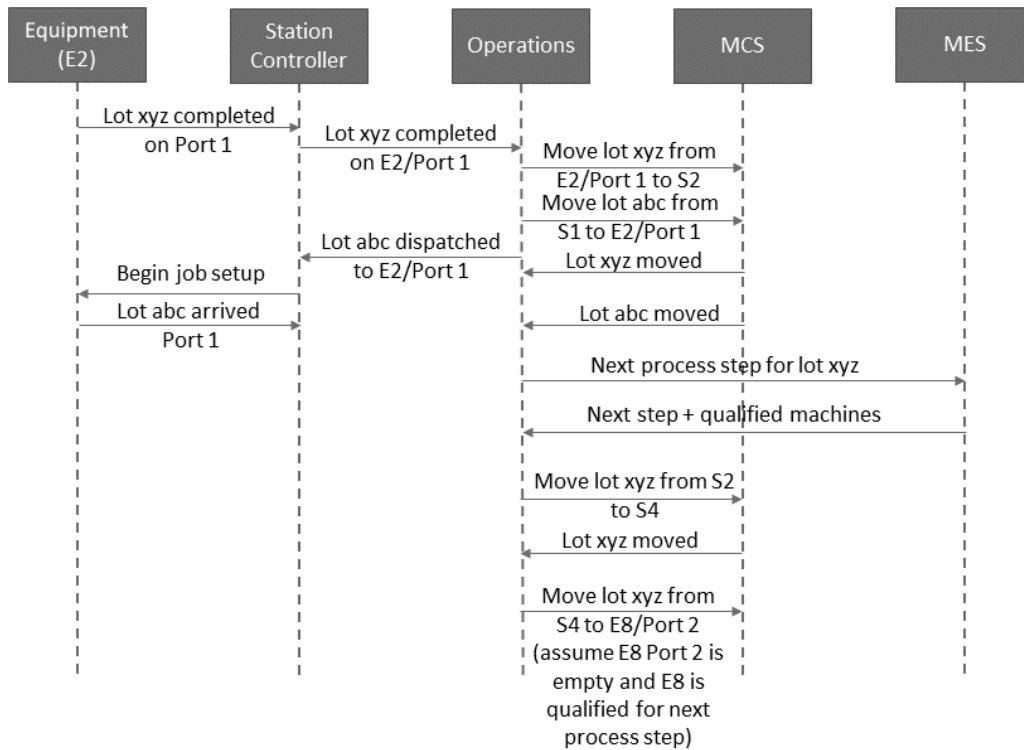 Equipment
(E2)
Station
Controller
Operations
MCS
MES
Lot xyz completed
on Port 1
Lot xyz completed
on E2/Port 1
Move lot xyz from
E2/Port 1 to S2
Move lot abc from
S1 to E2/Port 1
Lot abc dispatched
to E2/Port 1
Lot xyz moved
Begin job setup
Lot abc arrived
Port 1
Lot abc moved
Next process step for lot xyz
Next step + qualified machines
Move lot xyz from S2
to S4
Lot xyz moved
Move lot xyz from
S4 to E8/Port 2
(assume E8 Port 2 is
empty and E8 is
qualified for next
process step)